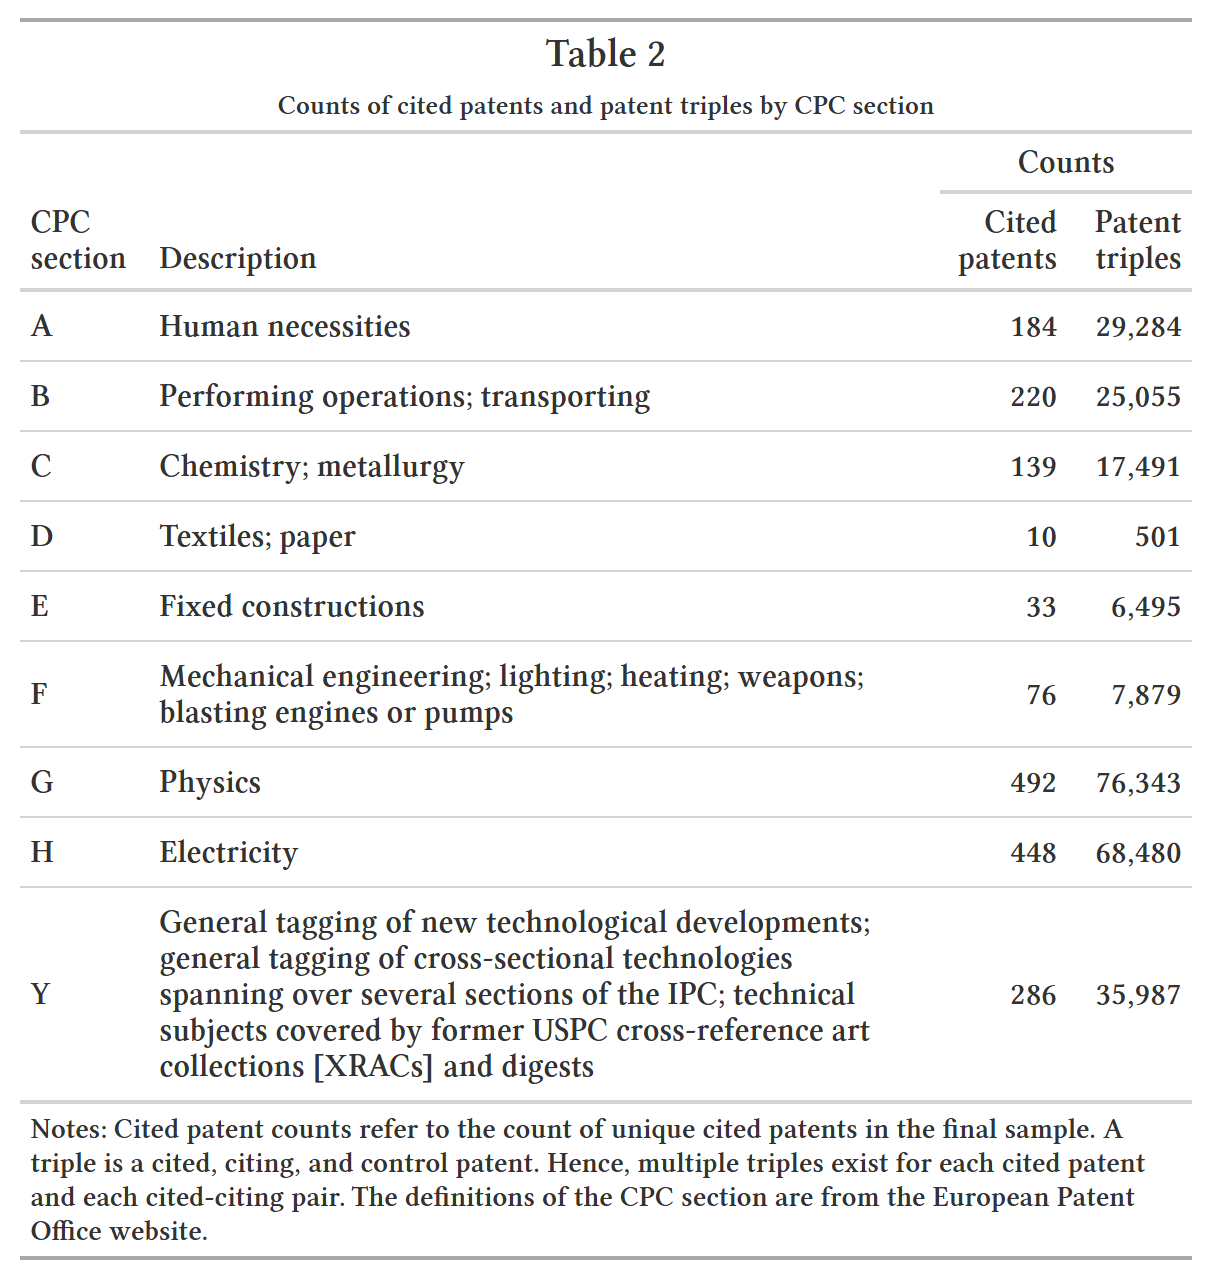 Table 2
Counts of cited patents and patent triples by CPC section
Counts
CPC section Description Cited patents Patent triples
A Human necessities 184 29,284
B Performing operations; transporting 220 25,055
C Chemistry; metallurgy 139 17,491
D Textiles; paper 10 501
E Fixed constructions 33 6,495
F Mechanical engineering; lighting; heating; weapons;
blasting engines or pumps 76 7,879
G Physics 492 76,343
H Electricity 448 68,480
Y General tagging of new technological developments;
general tagging of cross-sectional technologies
spanning over several sections of the IPC; technical
subjects covered by former USPC cross-reference art
collections [XRACs] and digests 286 35,987
Notes: Cited patent counts refer to the count of unique cited patents in the final sample. A
triple is a cited, citing, and control patent. Hence, multiple triples exist for each cited patent
and each cited-citing pair. The definitions of the CPC section are from the European Patent
Office website.